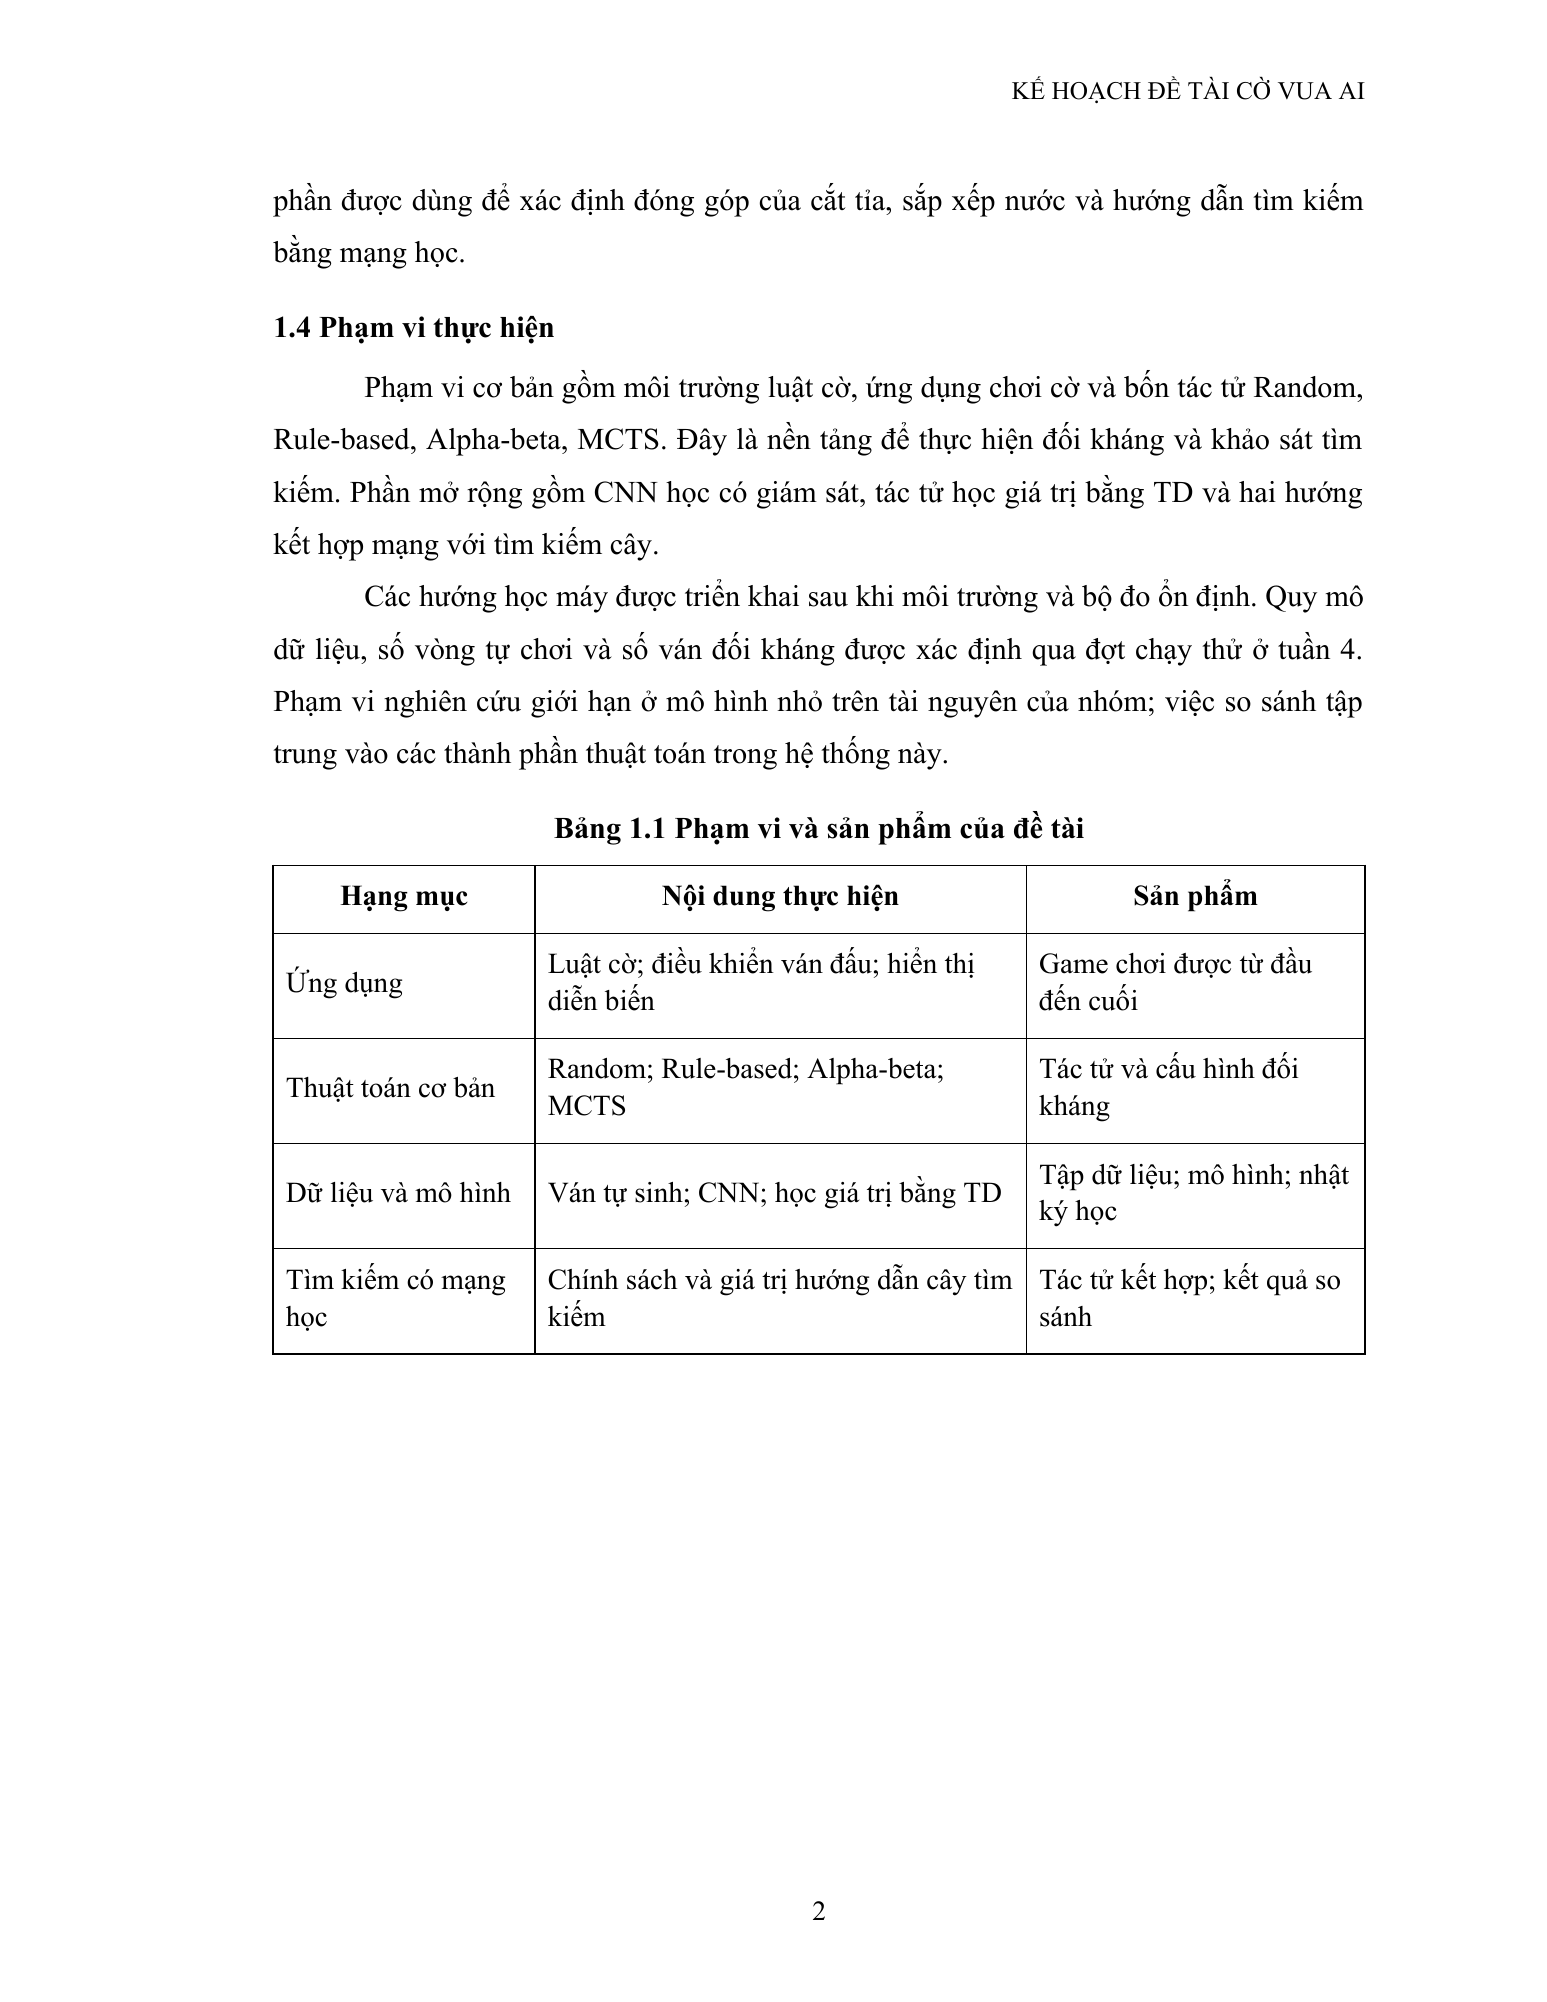 KẾ HOẠCH ĐỀ TÀI CỜ VUA AI
phần được dùng để xác định đóng góp của cắt tỉa, sắp xếp nước và hướng dẫn tìm kiếm
bằng mạng học.
1.4 Phạm vi thực hiện
Phạm vi cơ bản gồm môi trường luật cờ, ứng dụng chơi cờ và bốn tác tử Random,
Rule-based, Alpha-beta, MCTS. Đây là nền tảng để thực hiện đối kháng và khảo sát tìm
kiếm. Phần mở rộng gồm CNN học có giám sát, tác tử học giá trị bằng TD và hai hướng
kết hợp mạng với tìm kiếm cây.
Các hướng học máy được triển khai sau khi môi trường và bộ đo ổn định. Quy mô
dữ liệu, số vòng tự chơi và số ván đối kháng được xác định qua đợt chạy thử ở tuần 4.
Phạm vi nghiên cứu giới hạn ở mô hình nhỏ trên tài nguyên của nhóm; việc so sánh tập
trung vào các thành phần thuật toán trong hệ thống này.
Bảng 1.1 Phạm vi và sản phẩm của đề tài
Hạng mục
Nội dung thực hiện
Sản phẩm
Ứng dụng
Luật cờ; điều khiển ván đấu; hiển thị
diễn biến
Game chơi được từ đầu
đến cuối
Thuật toán cơ bản
Random; Rule-based; Alpha-beta;
MCTS
Tác tử và cấu hình đối
kháng
Dữ liệu và mô hình
Ván tự sinh; CNN; học giá trị bằng TD
Tập dữ liệu; mô hình; nhật
ký học
Tìm kiếm có mạng
học
Chính sách và giá trị hướng dẫn cây tìm
kiếm
Tác tử kết hợp; kết quả so
sánh
2